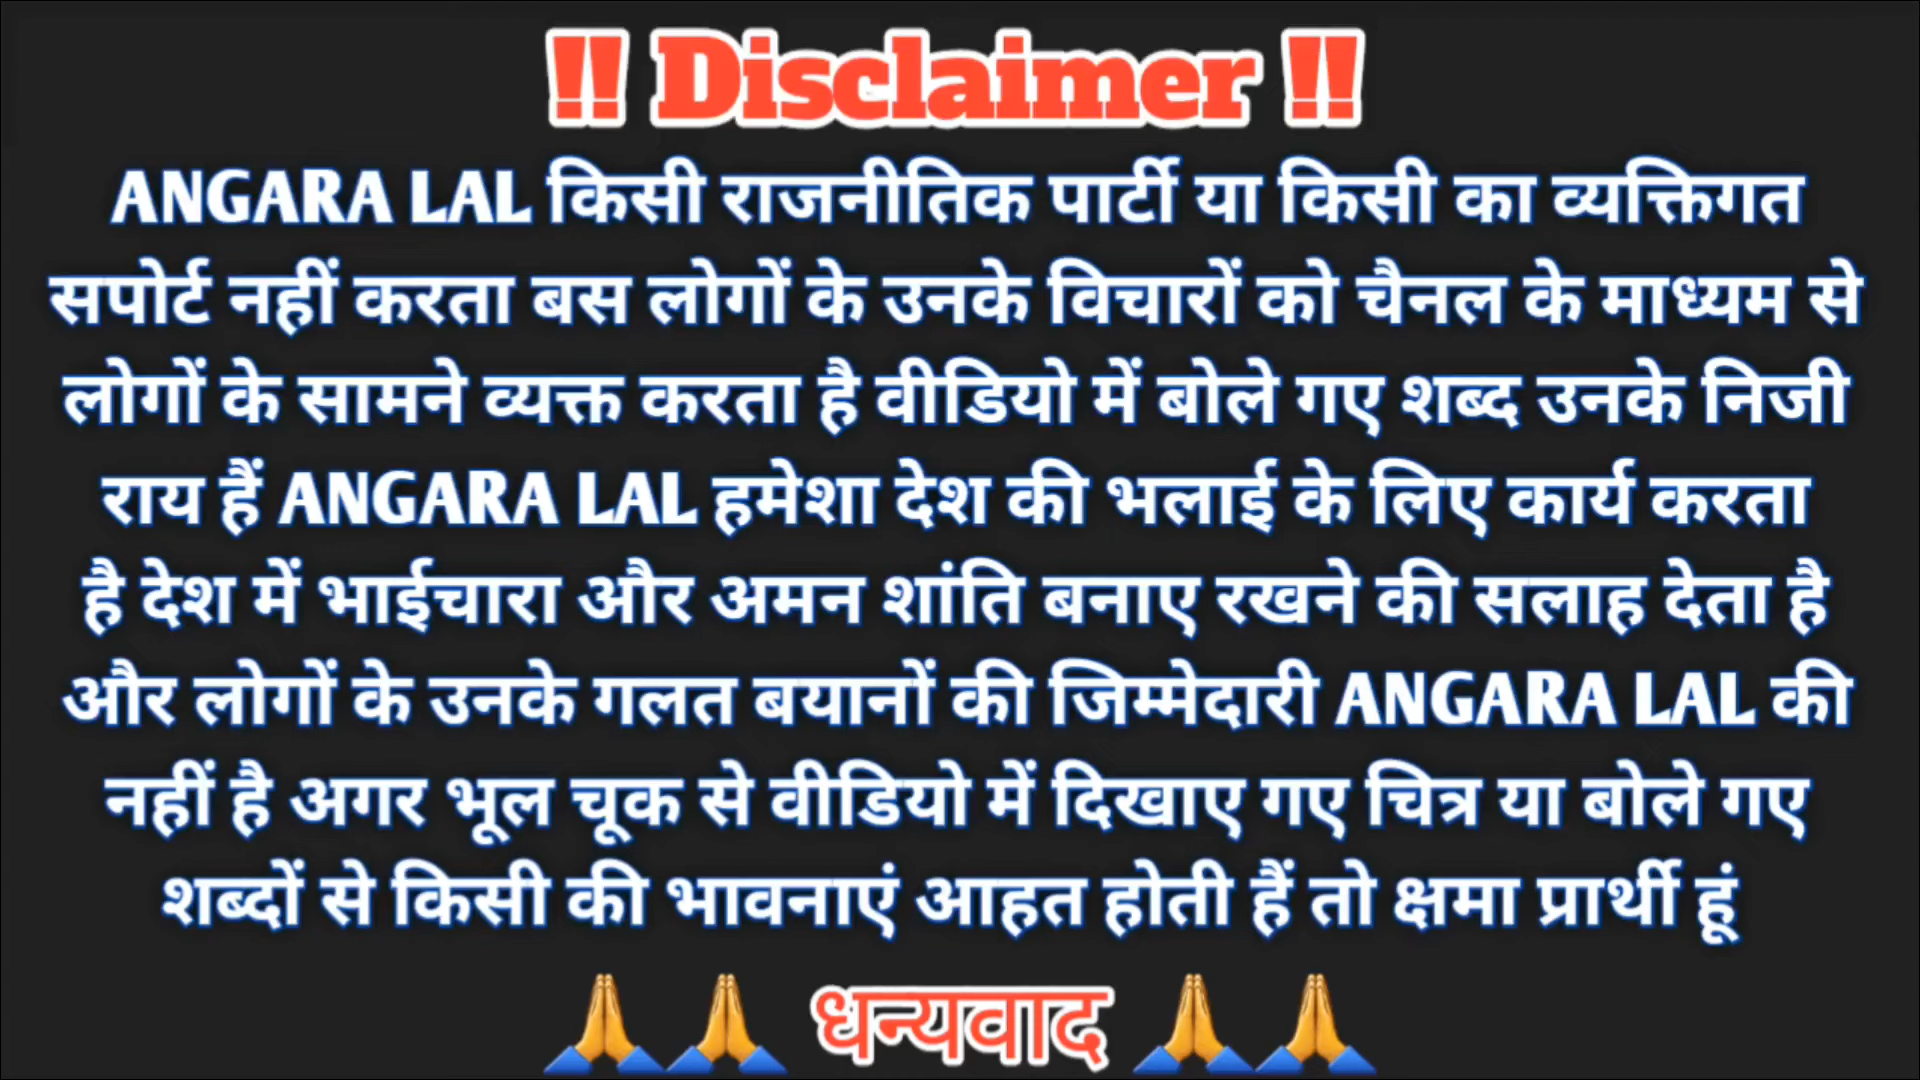 !! Disclaimer !!
ANGARA LAL किसी राजनीतिक पार्टी या किसी का व्यक्तिगत
सपोर्ट नहीं करता बस लोगों के उनके विचारों को चैनल के माध्यम से
लोगों के सामने व्यक्त करता है वीडियो में बोले गए शब्द उनके निजी
राय हैं ANGARA LAL हमेशा देश की भलाई के लिए कार्य करता
है देश में भाईचारा और अमन शांति बनाए रखने की सलाह देता है
और लोगों के उनके गलत बयानों की जिम्मेदारी ANGARA LAL की
नहीं है अगर भूल चूक से वीडियो में दिखाए गए चित्र या बोले गए
शब्दों से किसी की भावनाएं आहत होती हैं तो क्षमा प्रार्थी हूं
🙏🙏 धन्यवाद 🙏🙏